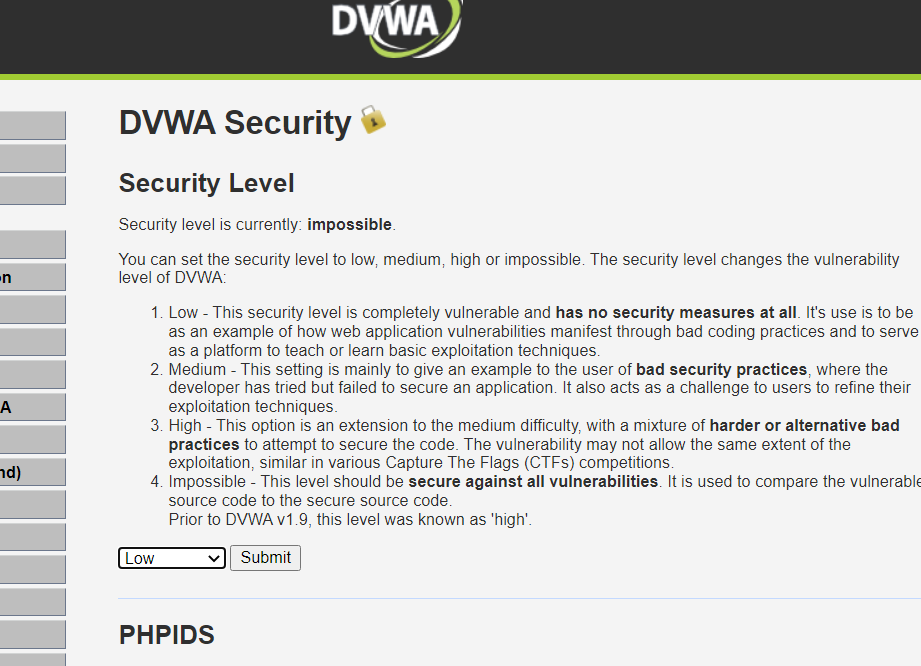 DVWA
DVWA Security
Security Level
Security level is currently: impossible.
You can set the security level to low, medium, high or impossible. The security level changes the vulnerability
level of DVWA:
1. Low - This security level is completely vulnerable and has no security measures at all. It's use is to be
as an example of how web application vulnerabilities manifest through bad coding practices and to serve
as a platform to teach or learn basic exploitation techniques.
2. Medium - This setting is mainly to give an example to the user of bad security practices, where the
developer has tried but failed to secure an application. It also acts as a challenge to users to refine their
exploitation techniques.
3. High - This option is an extension to the medium difficulty, with a mixture of harder or alternative bad
practices to attempt to secure the code. The vulnerability may not allow the same extent of the
exploitation, similar in various Capture The Flags (CTFs) competitions.
4. Impossible - This level should be secure against all vulnerabilities. It is used to compare the vulnerable
source code to the secure source code.
Prior to DVWA v1.9, this level was known as 'high'.
Low Submit
PHPIDS